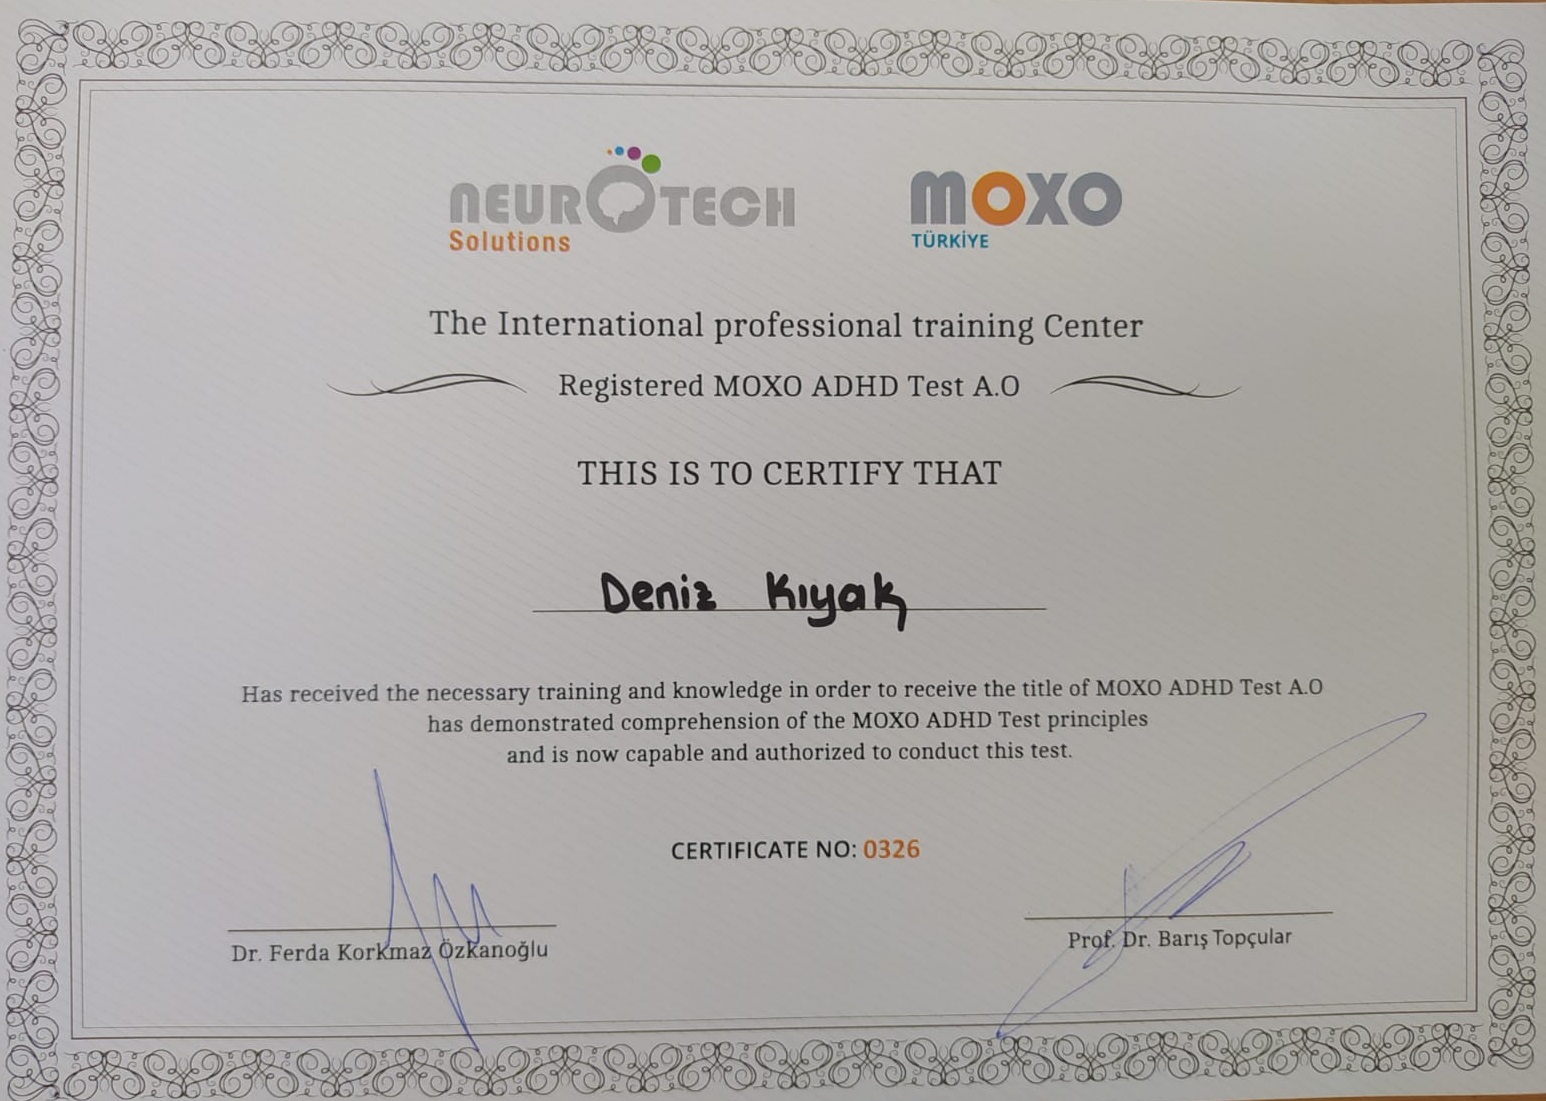 NEUROTECH
Solutions
MOXO
TÜRKİYE
The International professional training Center
Registered MOXO ADHD Test A.O
THIS IS TO CERTIFY THAT
Deniz Kıyak
Has received the necessary training and knowledge in order to receive the title of MOXO ADHD Test A.O
has demonstrated comprehension of the MOXO ADHD Test principles
and is now capable and authorized to conduct this test.
CERTIFICATE NO: 0326
Dr. Ferda Korkmaz Özkanoğlu
Prof. Dr. Barış Topçular